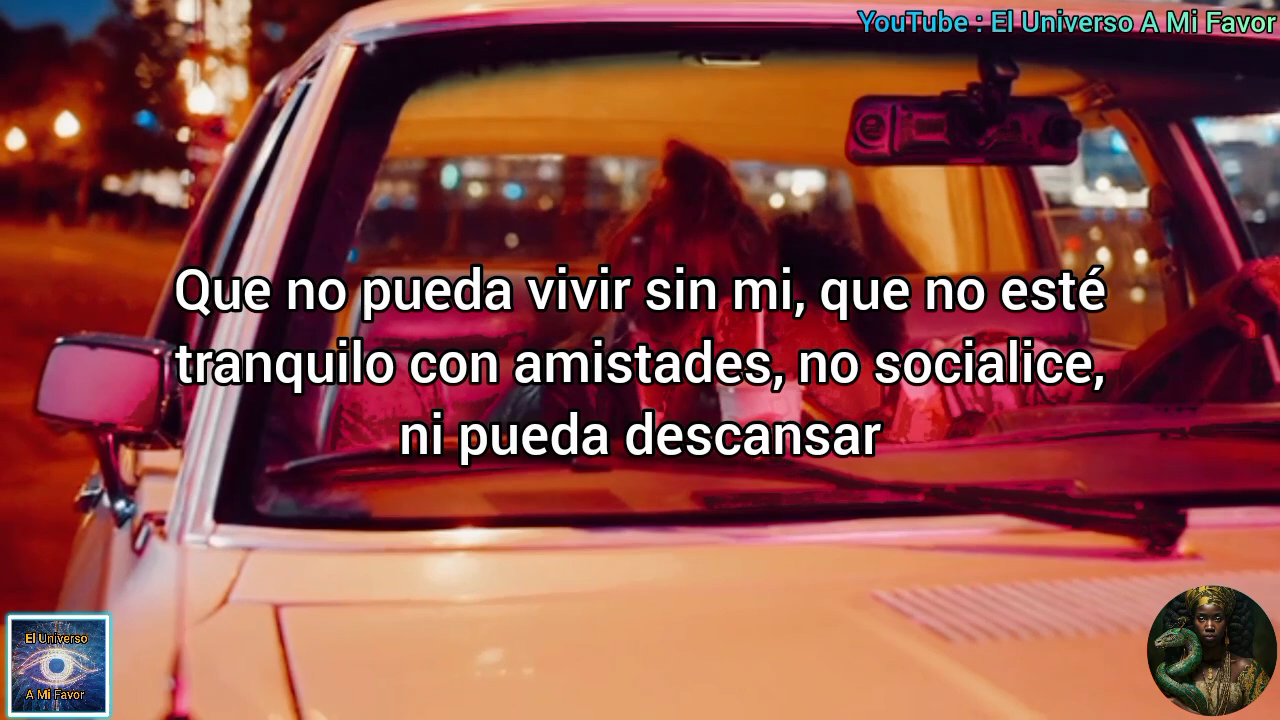 YouTube : El Universo A Mi Favor
Que no pueda vivir sin mi, que no esté
tranquilo con amistades, no socialice,
ni pueda descansar
El Universo
A Mi Favor